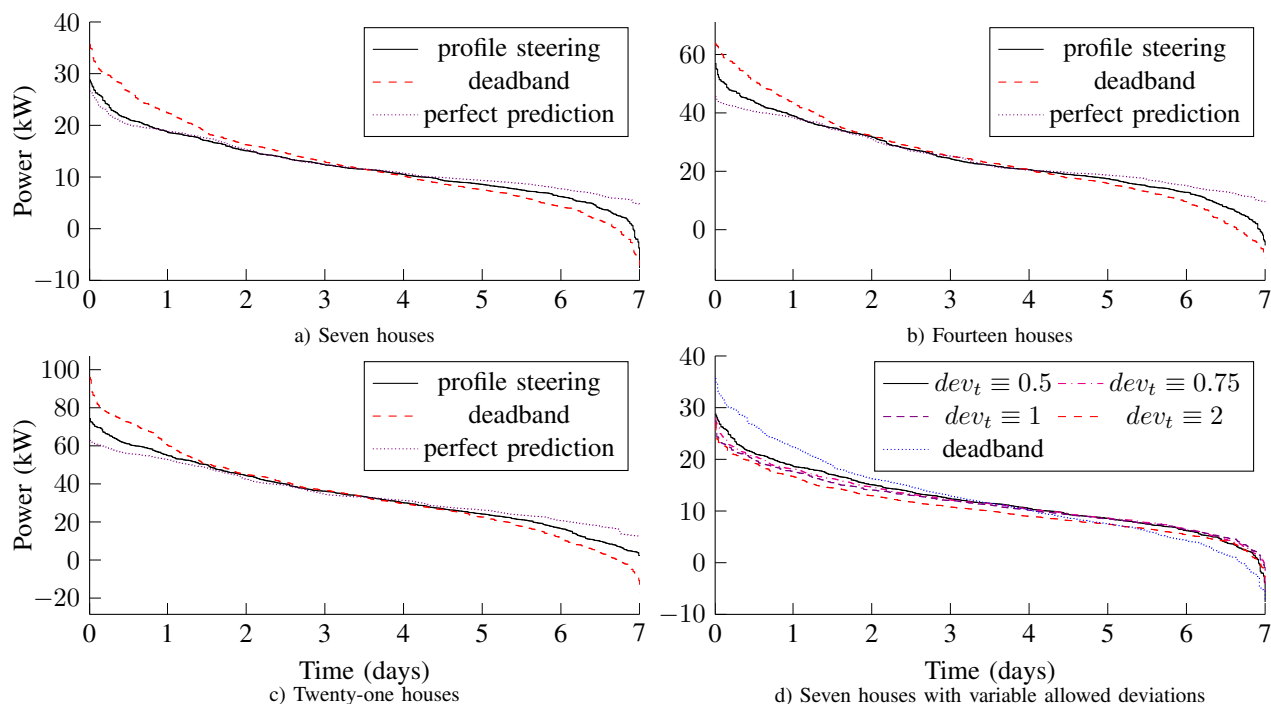 40
30
20
10
0
−10
Power (kW)
profile steering
deadband
perfect prediction
0 1 2 3 4 5 6 7
a) Seven houses
60
40
20
0
profile steering
deadband
perfect prediction
0 1 2 3 4 5 6 7
b) Fourteen houses
100
80
60
40
20
0
−20
Power (kW)
profile steering
deadband
perfect prediction
0 1 2 3 4 5 6 7
Time (days)
c) Twenty-one houses
40
30
20
10
0
−10
dev_t ≡ 0.5 dev_t ≡ 0.75
dev_t ≡ 1 dev_t ≡ 2
deadband
0 1 2 3 4 5 6 7
Time (days)
d) Seven houses with variable allowed deviations